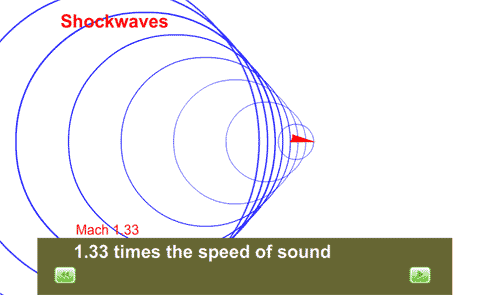 Shockwaves
Mach 1.33
1.33 times the speed of sound